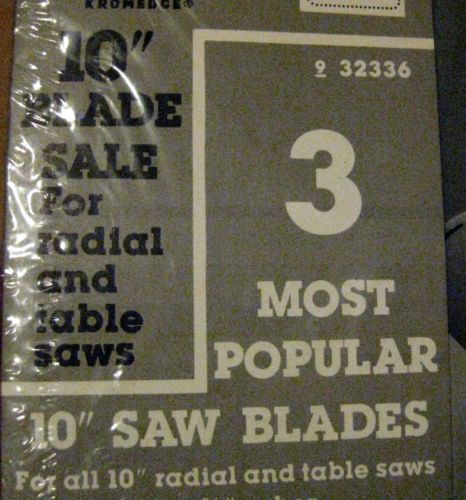 KROMEDGE®
10"
BLADE
SALE
For
radial
and
table
saws
9 32336
3
MOST
POPULAR
10" SAW BLADES
For all 10" radial and table saws